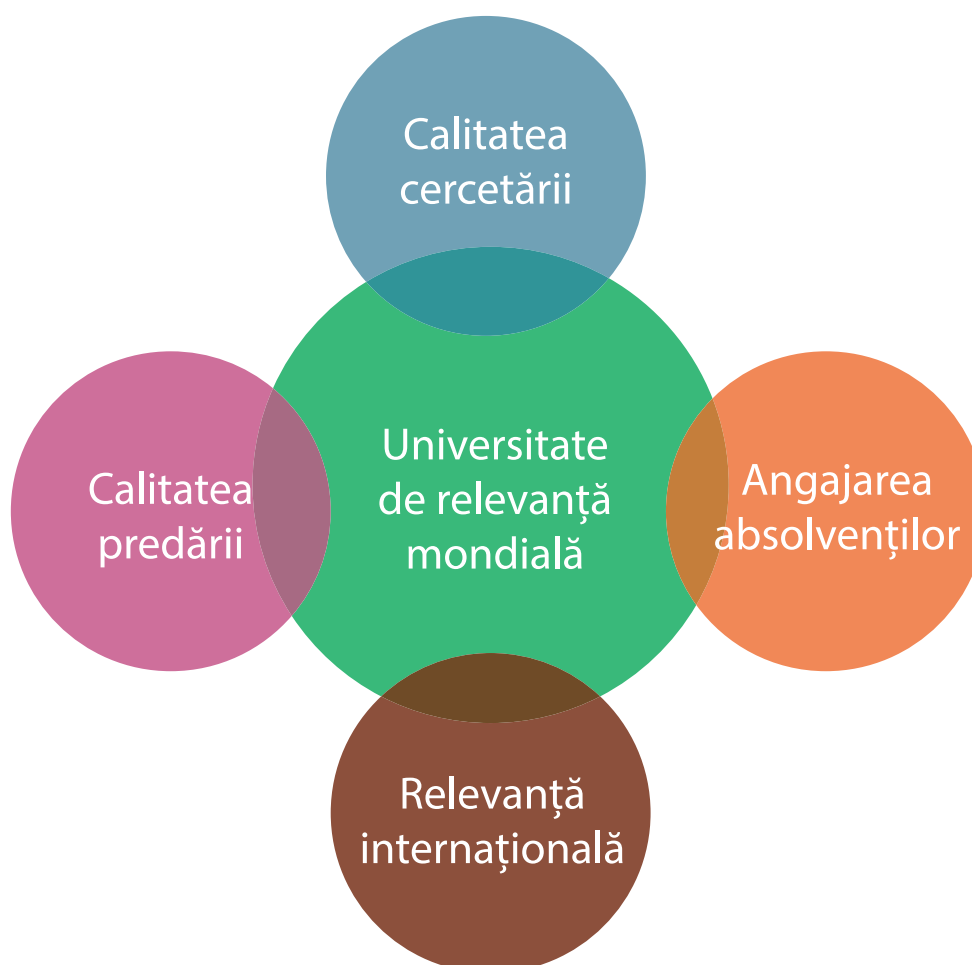 Calitatea
cercetării
Universitate
de relevanță
mondială
Calitatea
predării
Angajarea
absolvenților
Relevanță
internațională